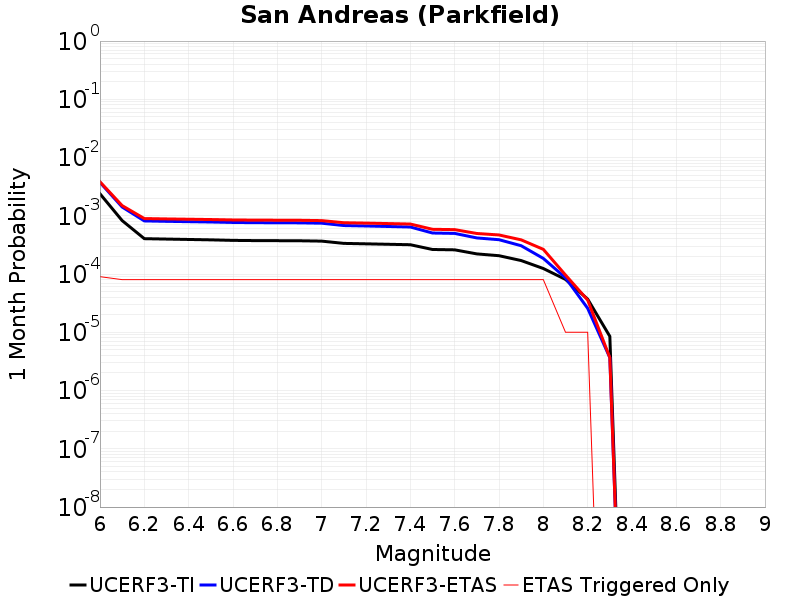 San Andreas (Parkfield)
1 Month Probability
10^0
10^-1
10^-2
10^-3
10^-4
10^-5
10^-6
10^-7
10^-8
6 6.2 6.4 6.6 6.8 7 7.2 7.4 7.6 7.8 8 8.2 8.4 8.6 8.8 9
Magnitude
UCERF3-TI UCERF3-TD UCERF3-ETAS ETAS Triggered Only